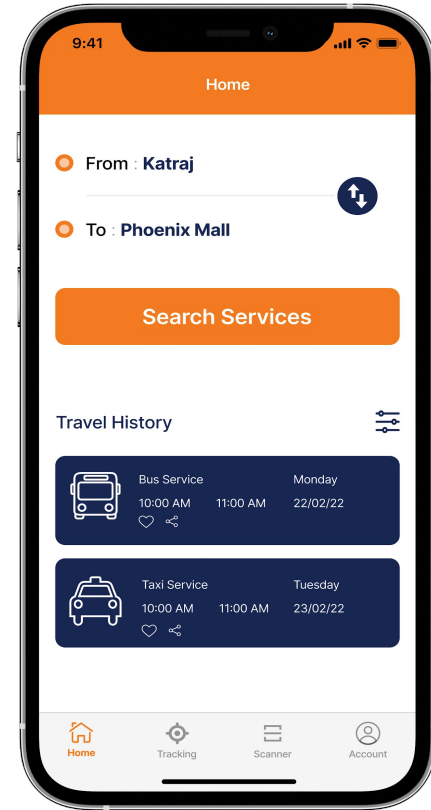 9:41
Home
From : Katraj
To : Phoenix Mall
Search Services
Travel History
Bus Service Monday
10:00 AM 11:00 AM 22/02/22
Taxi Service Tuesday
10:00 AM 11:00 AM 23/02/22
Home Tracking Scanner Account